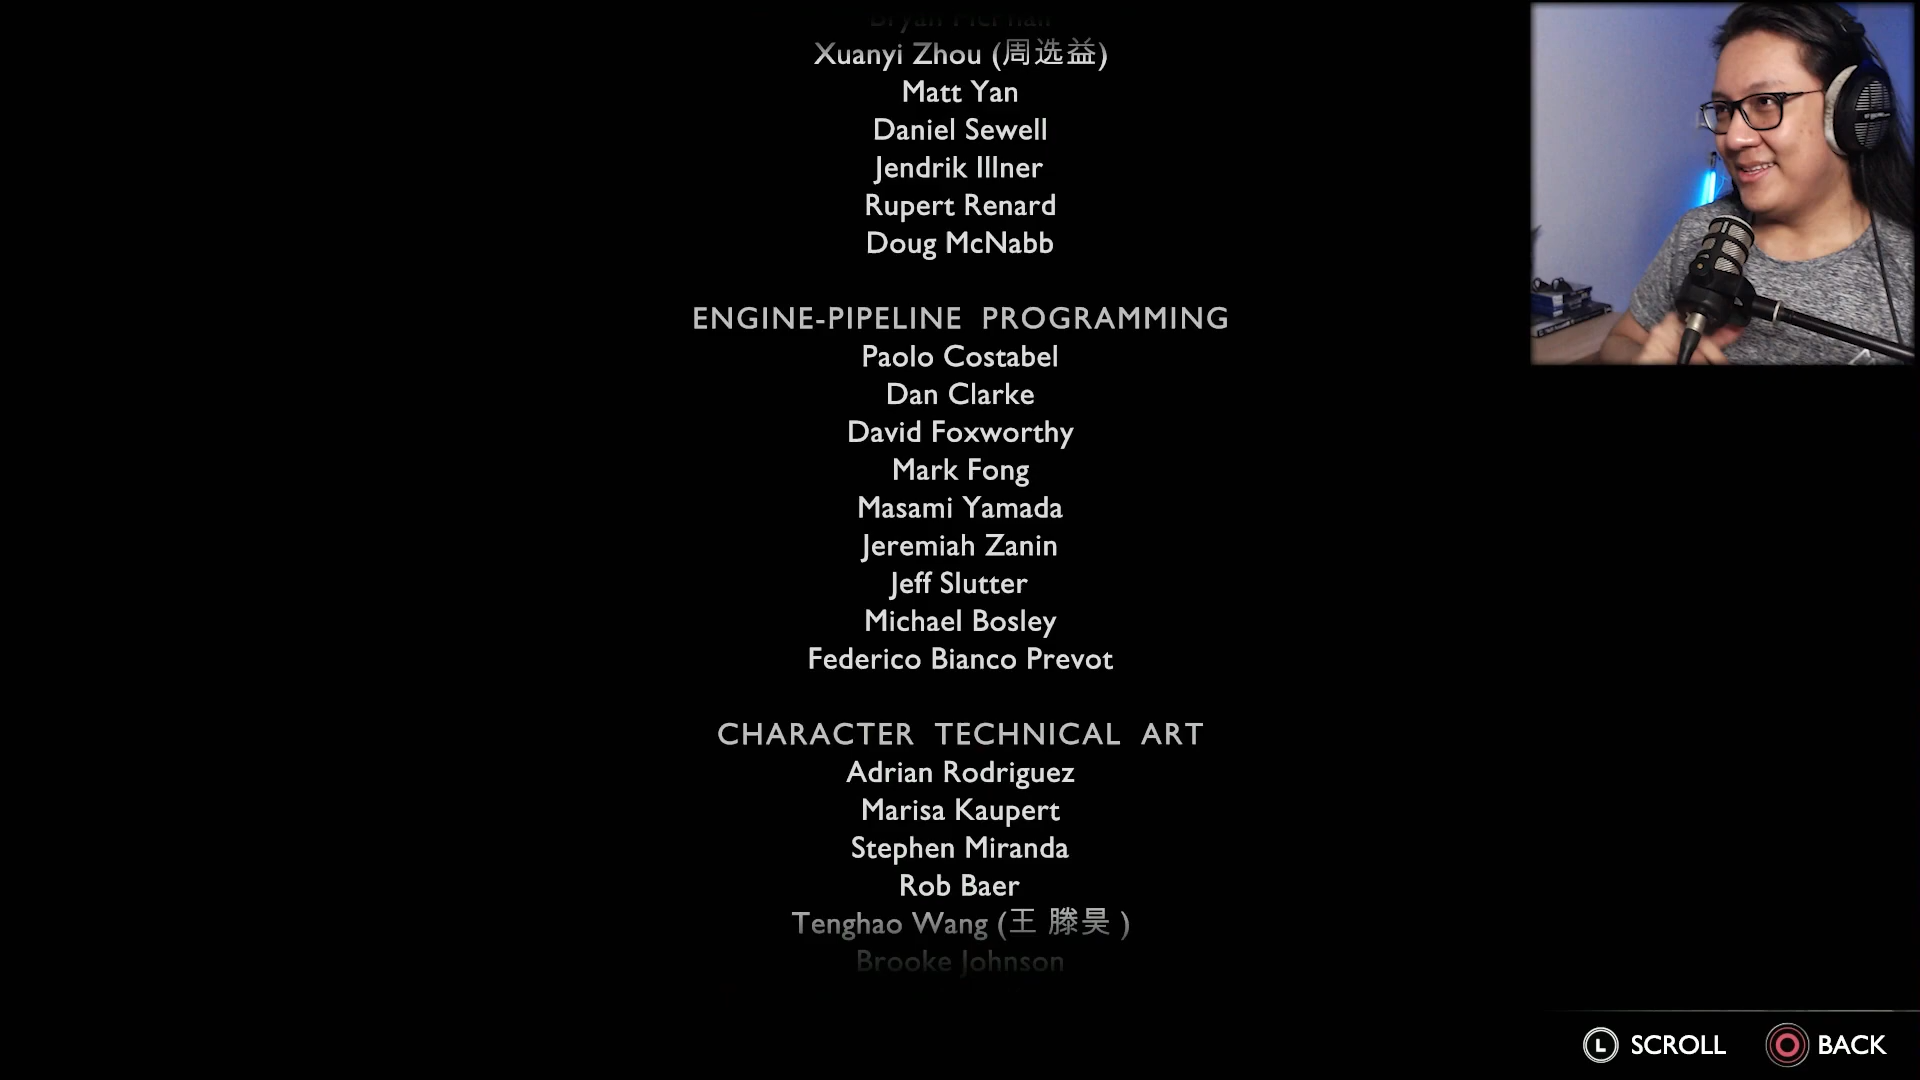 Xuanyi Zhou (周选益)
Matt Yan
Daniel Sewell
Jendrik Illner
Rupert Renard
Doug McNabb
ENGINE-PIPELINE PROGRAMMING
Paolo Costabel
Dan Clarke
David Foxworthy
Mark Fong
Masami Yamada
Jeremiah Zanin
Jeff Slutter
Michael Bosley
Federico Bianco Prevot
CHARACTER TECHNICAL ART
Adrian Rodriguez
Marisa Kaupert
Stephen Miranda
Rob Baer
Tenghao Wang (王 滕昊 )
Brooke Johnson
L SCROLL
BACK